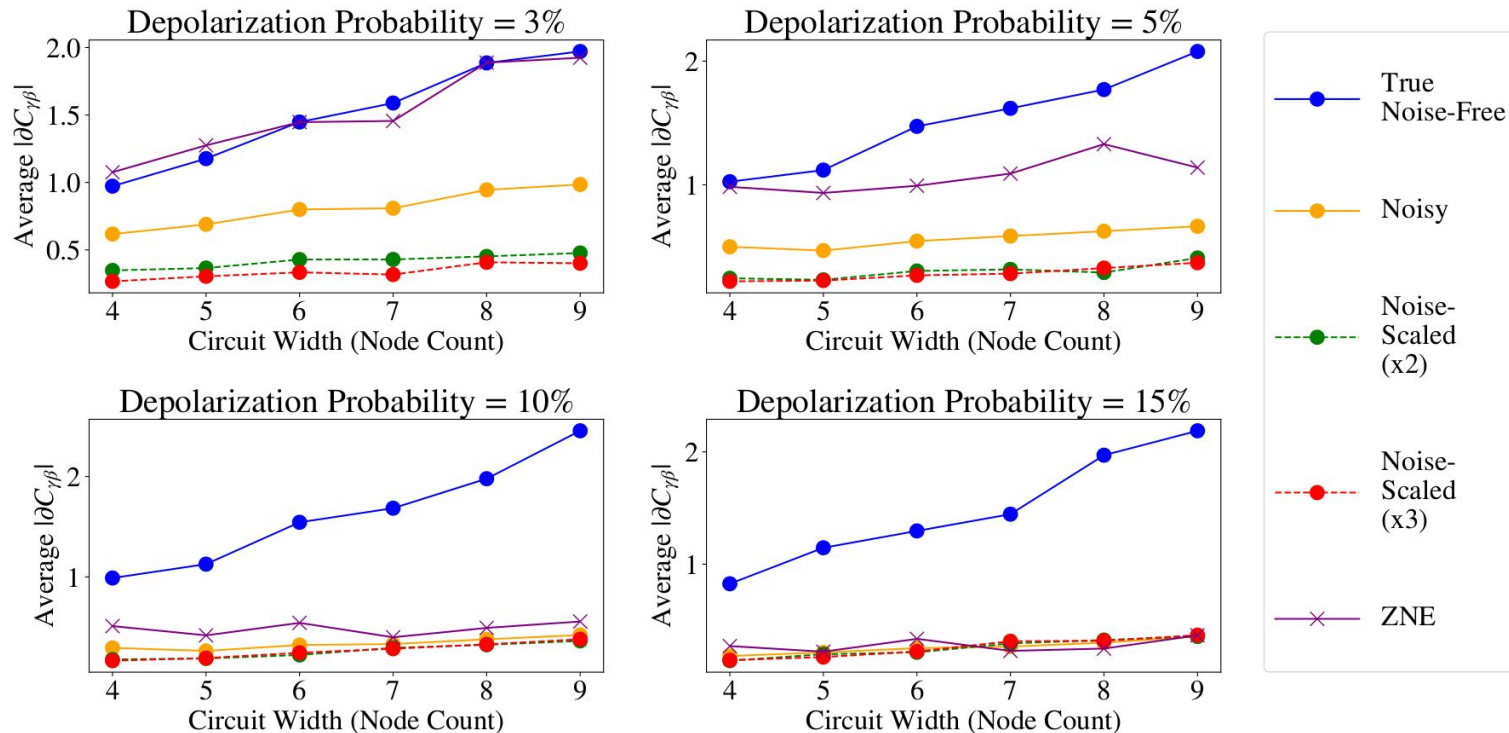 Depolarization Probability = 3%
2.0
1.5
1.0
0.5
Average |∂Cγβ|
4 5 6 7 8 9
Circuit Width (Node Count)
Depolarization Probability = 5%
2
1
Average |∂Cγβ|
4 5 6 7 8 9
Circuit Width (Node Count)
Depolarization Probability = 10%
2
1
Average |∂Cγβ|
4 5 6 7 8 9
Circuit Width (Node Count)
Depolarization Probability = 15%
2
1
Average |∂Cγβ|
4 5 6 7 8 9
Circuit Width (Node Count)
True
Noise-Free
Noisy
Noise-
Scaled
(x2)
Noise-
Scaled
(x3)
ZNE